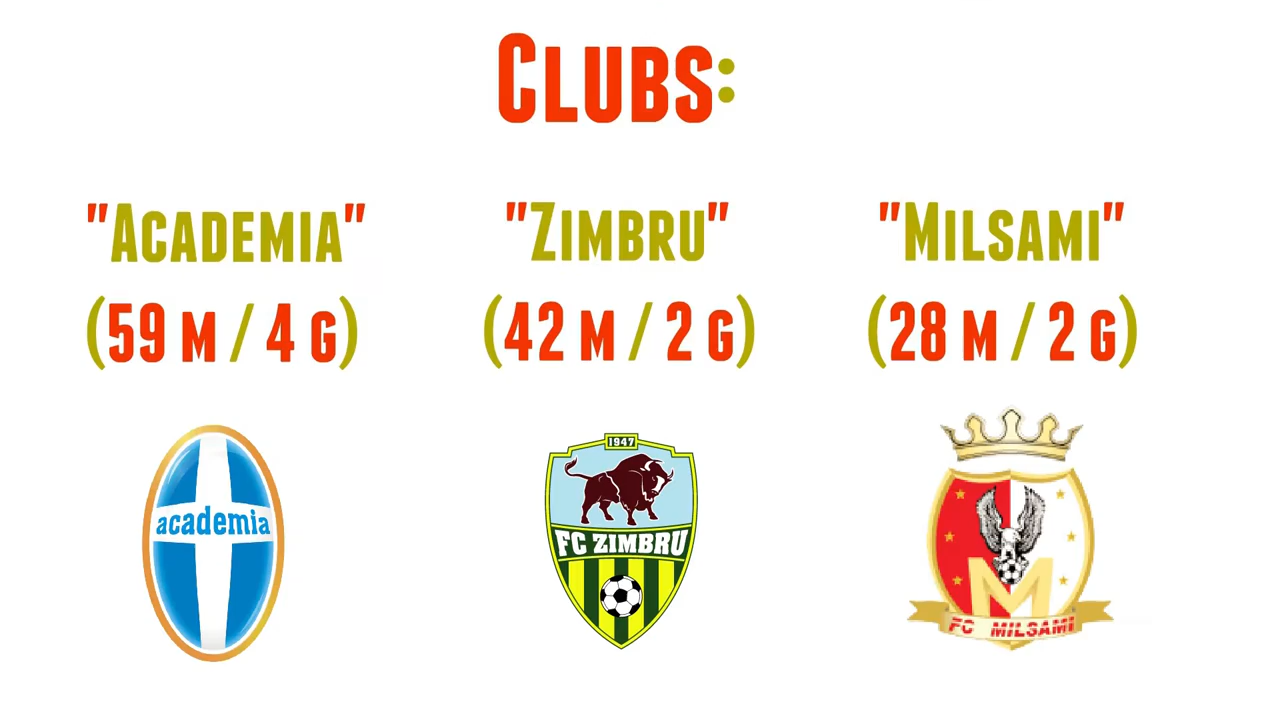 CLUBS:
"ACADEMIA" "ZIMBRU" "MILSAMI"
(59 M / 4 G) (42 M / 2 G) (28 M / 2 G)
1947
academia
FC ZIMBRU
M
FC MILSAMI